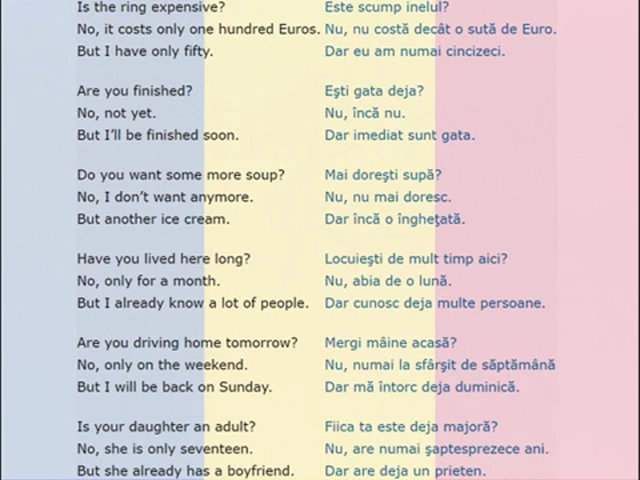 Is the ring expensive? Este scump inelul?
No, it costs only one hundred Euros. Nu, nu costă decât o sută de Euro.
But I have only fifty. Dar eu am numai cincizeci.
Are you finished? Eşti gata deja?
No, not yet. Nu, încă nu.
But I'll be finished soon. Dar imediat sunt gata.
Do you want some more soup? Mai doreşti supă?
No, I don't want anymore. Nu, nu mai doresc.
But another ice cream. Dar încă o îngheţată.
Have you lived here long? Locuieşti de mult timp aici?
No, only for a month. Nu, abia de o lună.
But I already know a lot of people. Dar cunosc deja multe persoane.
Are you driving home tomorrow? Mergi mâine acasă?
No, only on the weekend. Nu, numai la sfârşit de săptămână
But I will be back on Sunday. Dar mă întorc deja duminică.
Is your daughter an adult? Fiica ta este deja majoră?
No, she is only seventeen. Nu, are numai şaptesprezece ani.
But she already has a boyfriend. Dar are deja un prieten.